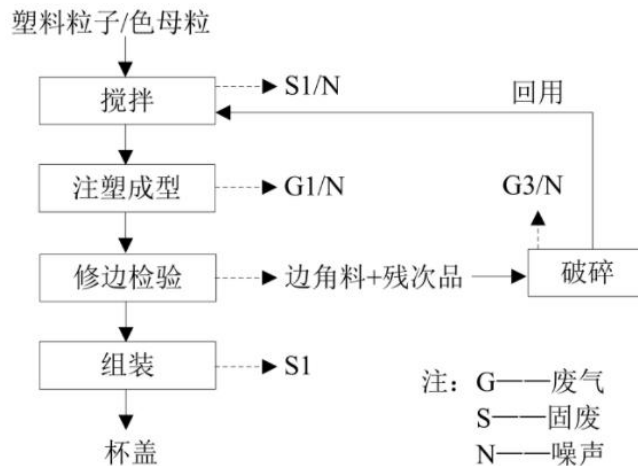 塑料粒子/色母粒
搅拌
S1/N
回用
注塑成型
G1/N
G3/N
修边检验
边角料+残次品
破碎
组装
S1
注：G——废气
S——固废
N——噪声
杯盖